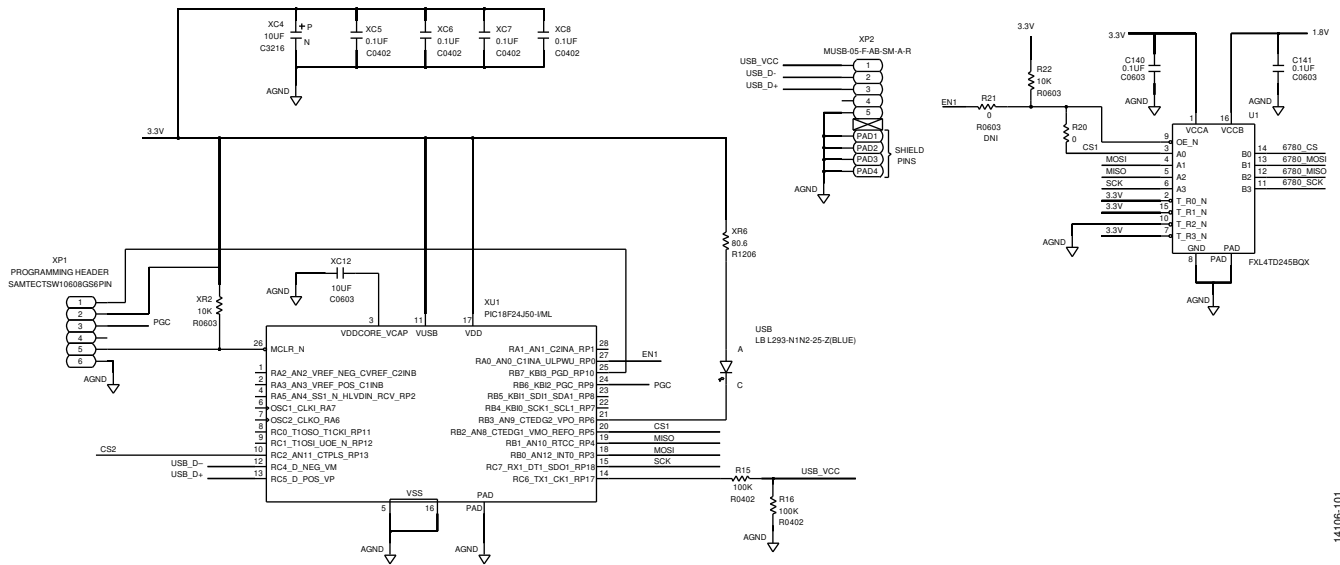 XC4
10UF
C3216
P
N
XC5
0.1UF
C0402
XC6
0.1UF
C0402
XC7
0.1UF
C0402
XC8
0.1UF
C0402
AGND
3.3V
XP2
MUSB-05-F-AB-SM-A-R
USB_VCC
USB_D-
USB_D+
1
2
3
4
5
PAD1
PAD2
PAD3
PAD4
SHIELD
PINS
AGND
3.3V
R22
10K
R0603
EN1
R21
0
R0603
DNI
R20
0
CS1
3.3V
C140
0.1UF
C0603
AGND
1.8V
C141
0.1UF
C0603
AGND
U1
1
16
VCCA
VCCB
9
OE_N
3
A0
4
A1
5
A2
6
A3
2
T_R0_N
15
T_R1_N
10
T_R2_N
7
T_R3_N
MOSI
MISO
SCK
3.3V
3.3V
3.3V
AGND
B0
14
6780_CS
B1
13
6780_MOSI
B2
12
6780_MISO
B3
11
6780_SCK
GND
PAD
8
PAD
FXL4TD245BQX
AGND
XP1
PROGRAMMING HEADER
SAMTECTSW10608GS6PIN
1
2
3
4
5
6
PGC
AGND
XR2
10K
R0603
XC12
10UF
C0603
AGND
XU1
PIC18F24J50-I/ML
3
11
17
VDDCORE_VCAP
VUSB
VDD
26
MCLR_N
1
RA2_AN2_VREF_NEG_CVREF_C2INB
2
RA3_AN3_VREF_POS_C1INB
4
RA5_AN4_SS1_N_HLVDIN_RCV_RP2
6
OSC1_CLKI_RA7
7
OSC2_CLKO_RA6
8
RC0_T1OSO_T1CKI_RP11
9
RC1_T1OSI_UOE_N_RP12
10
RC2_AN11_CTPLS_RP13
12
RC4_D_NEG_VM
13
RC5_D_POS_VP
CS2
USB_D–
USB_D+
RA1_AN1_C2INA_RP1
28
RA0_AN0_C1INA_ULPWU_RP0
27
EN1
RB7_KBI3_PGD_RP10
25
RB6_KBI2_PGC_RP9
24
PGC
RB5_KBI1_SDI1_SDA1_RP8
23
RB4_KBI0_SCK1_SCL1_RP7
22
RB3_AN9_CTEDG2_VPO_RP6
21
RB2_AN8_CTEDG1_VMO_REFO_RP5
20
CS1
RB1_AN10_RTCC_RP4
19
MISO
RB0_AN12_INT0_RP3
18
MOSI
RC7_RX1_DT1_SDO1_RP18
15
SCK
RC6_TX1_CK1_RP17
14
VSS
PAD
5
16
PAD
AGND
AGND
XR6
80.6
R1206
USB
LB L293-N1N2-25-Z(BLUE)
A
C
R15
100K
R0402
USB_VCC
R16
100K
R0402
AGND
14106-101